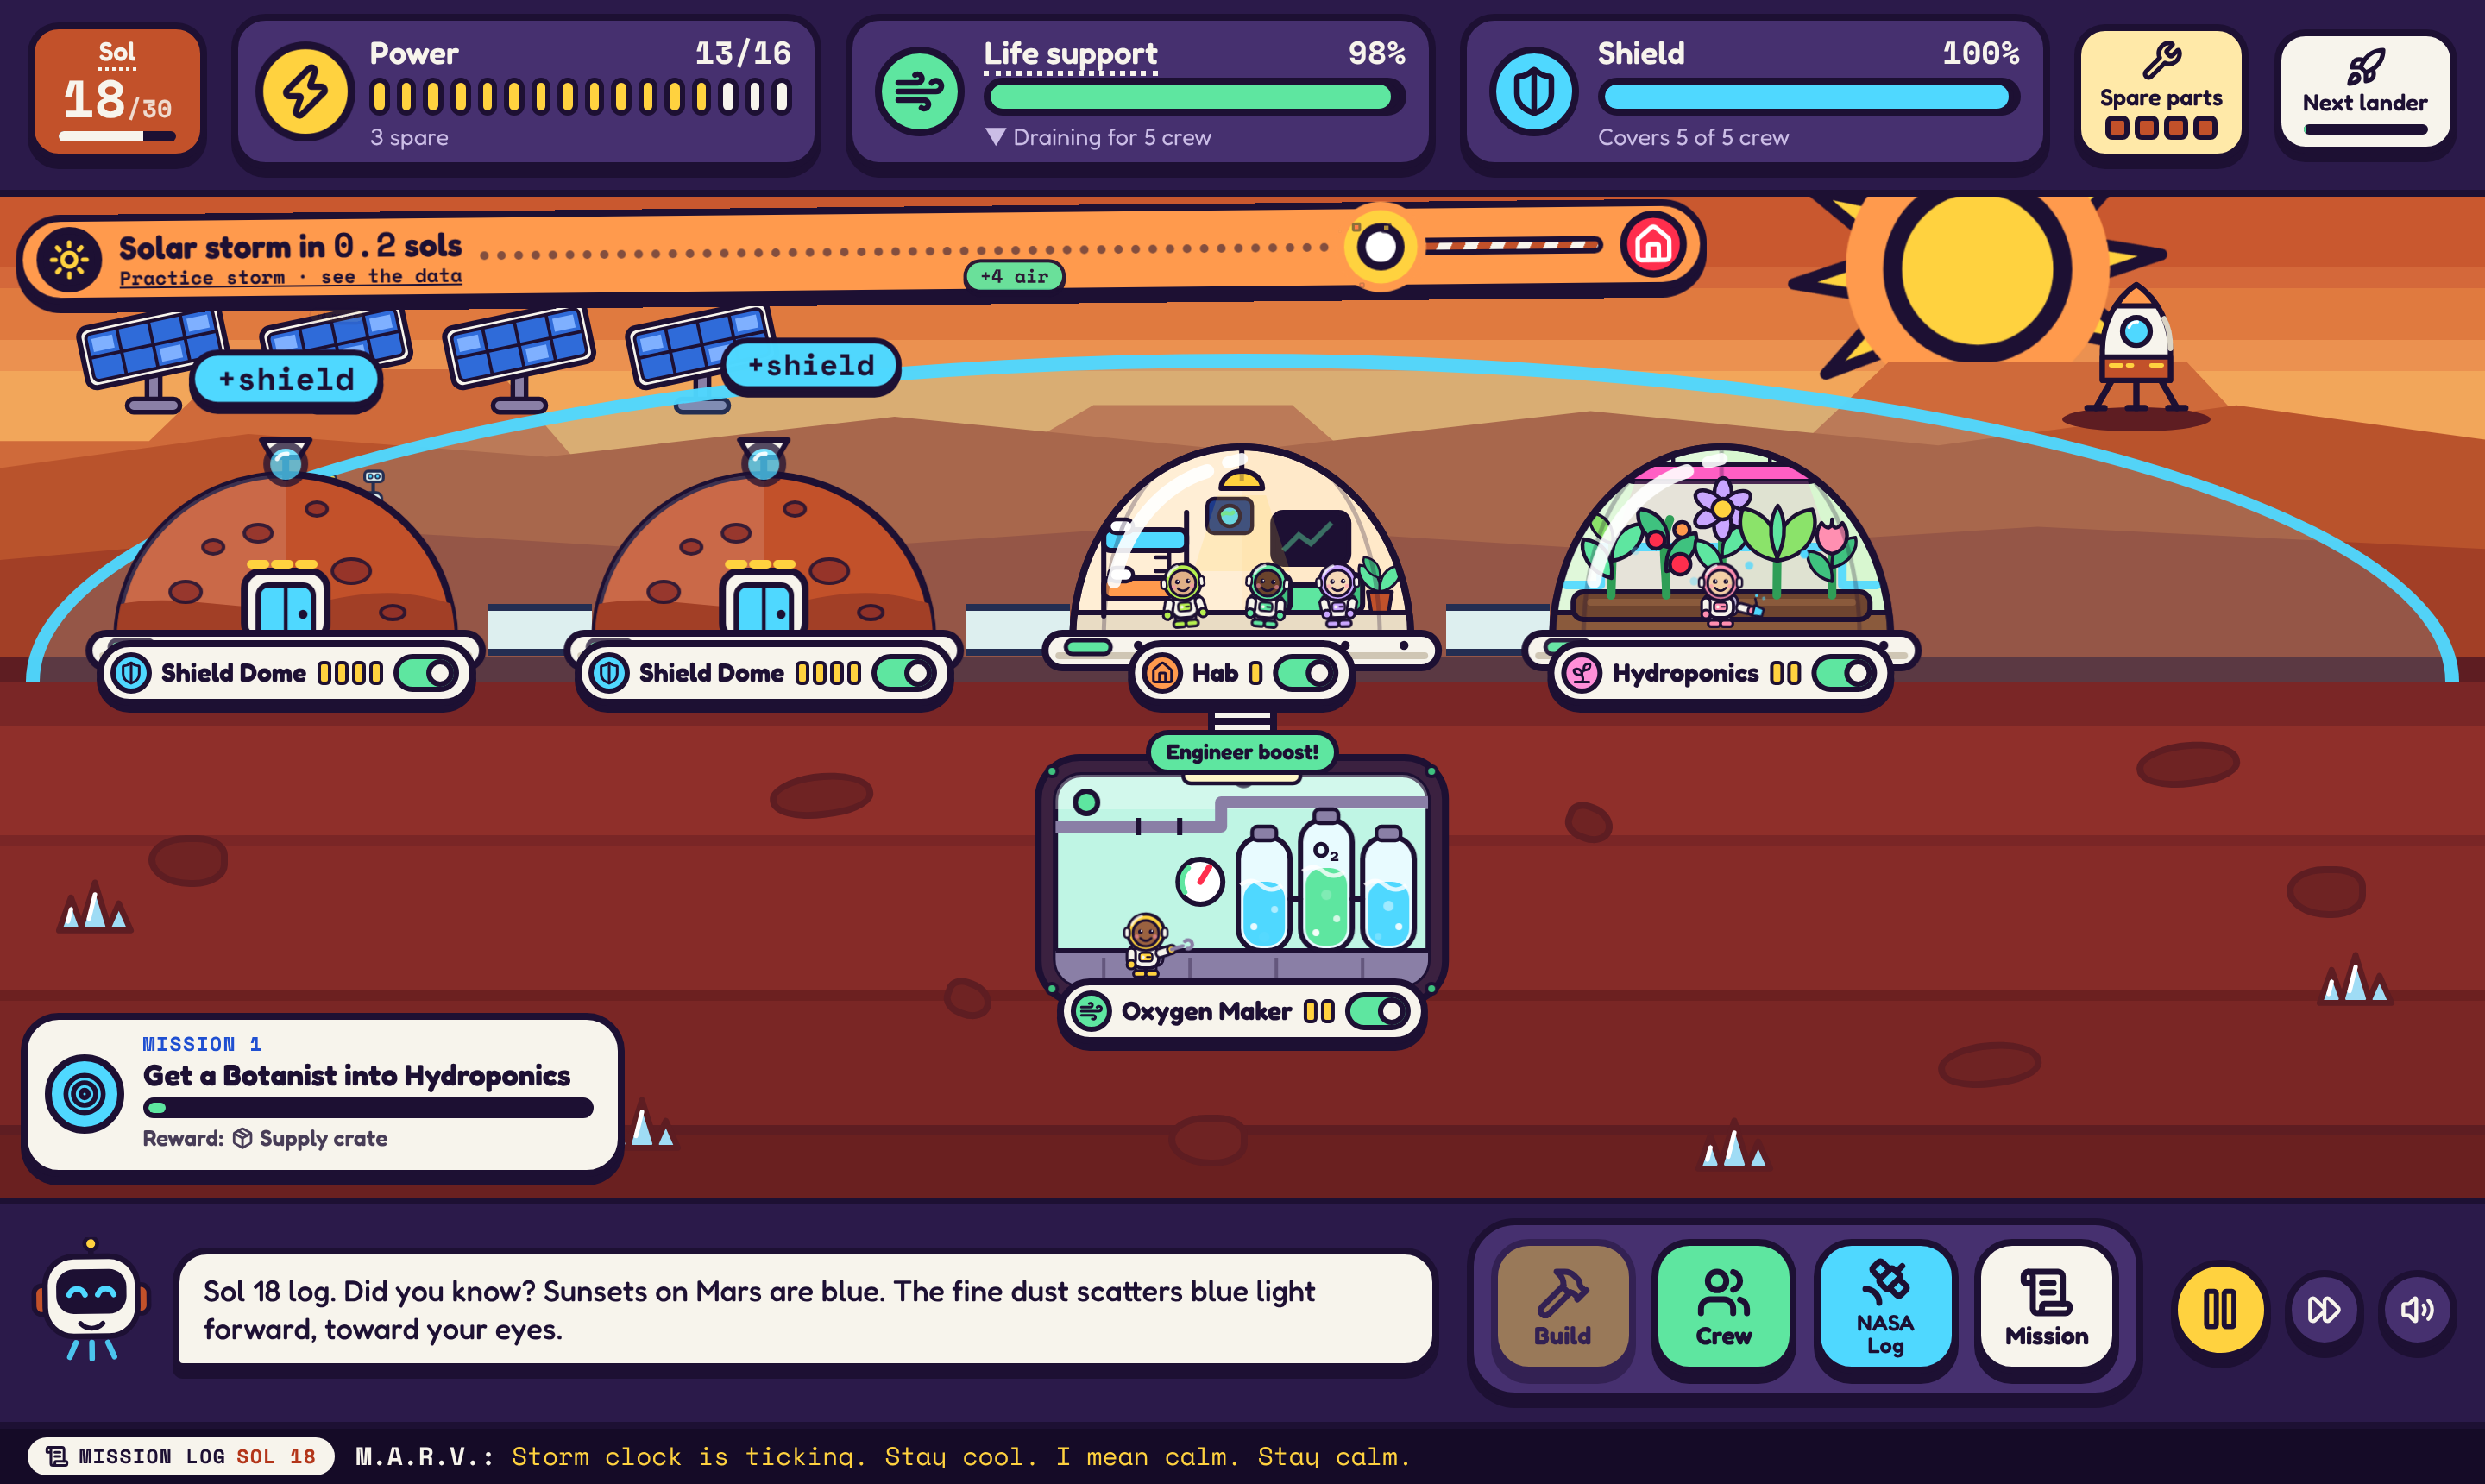 Sol
18/30
Power 13/16
3 spare
Life support 98%
Draining for 5 crew
Shield 100%
Covers 5 of 5 crew
Spare parts
Next lander
Solar storm in 0.2 sols
Practice storm · see the data
+4 air
+shield
+shield
Shield Dome
Shield Dome
Hab
Hydroponics
Engineer boost!
O₂
Oxygen Maker
MISSION 1
Get a Botanist into Hydroponics
Reward: Supply crate
Sol 18 log. Did you know? Sunsets on Mars are blue. The fine dust scatters blue light
forward, toward your eyes.
Build
Crew
NASA
Log
Mission
MISSION LOG SOL 18
M.A.R.V.: Storm clock is ticking. Stay cool. I mean calm. Stay calm.